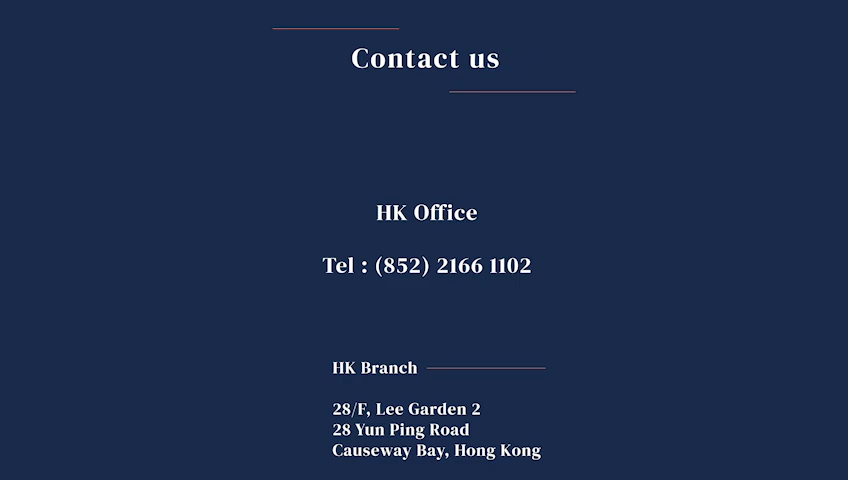 Contact us
HK Office
Tel : (852) 2166 1102
HK Branch
28/F, Lee Garden 2
28 Yun Ping Road
Causeway Bay, Hong Kong